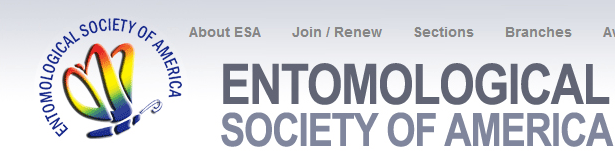 ENTOMOLOGICAL SOCIETY OF AMERICA
About ESA Join / Renew Sections Branches
ENTOMOLOGICAL
SOCIETY OF AMERICA